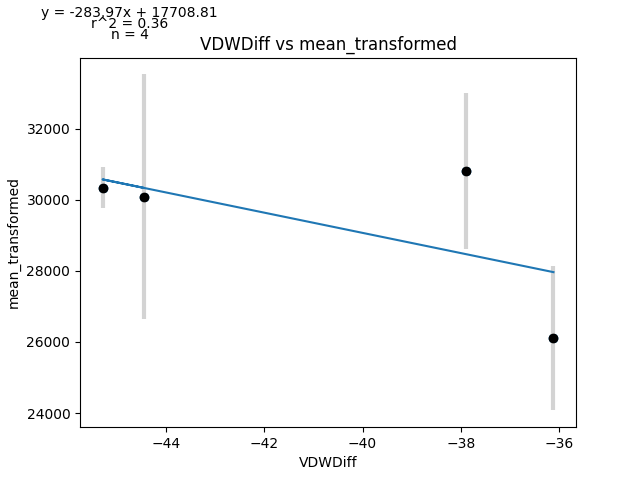 y = -283.97x + 17708.81
r^2 = 0.36
n = 4
VDWDiff vs mean_transformed
mean_transformed
32000
30000
28000
26000
24000
−44
−42
−40
−38
−36
VDWDiff